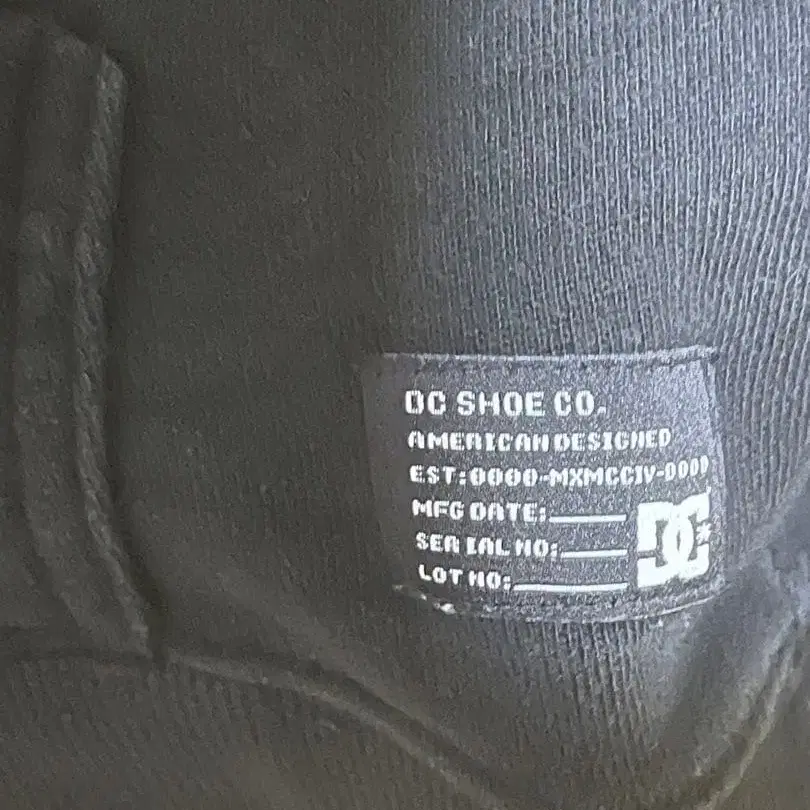 DC SHOE CO.
AMERICAN DESIGNED
EST:0000-MXMCCIV-0000
MFG DATE:
SERIAL NO:
LOT NO:
DC